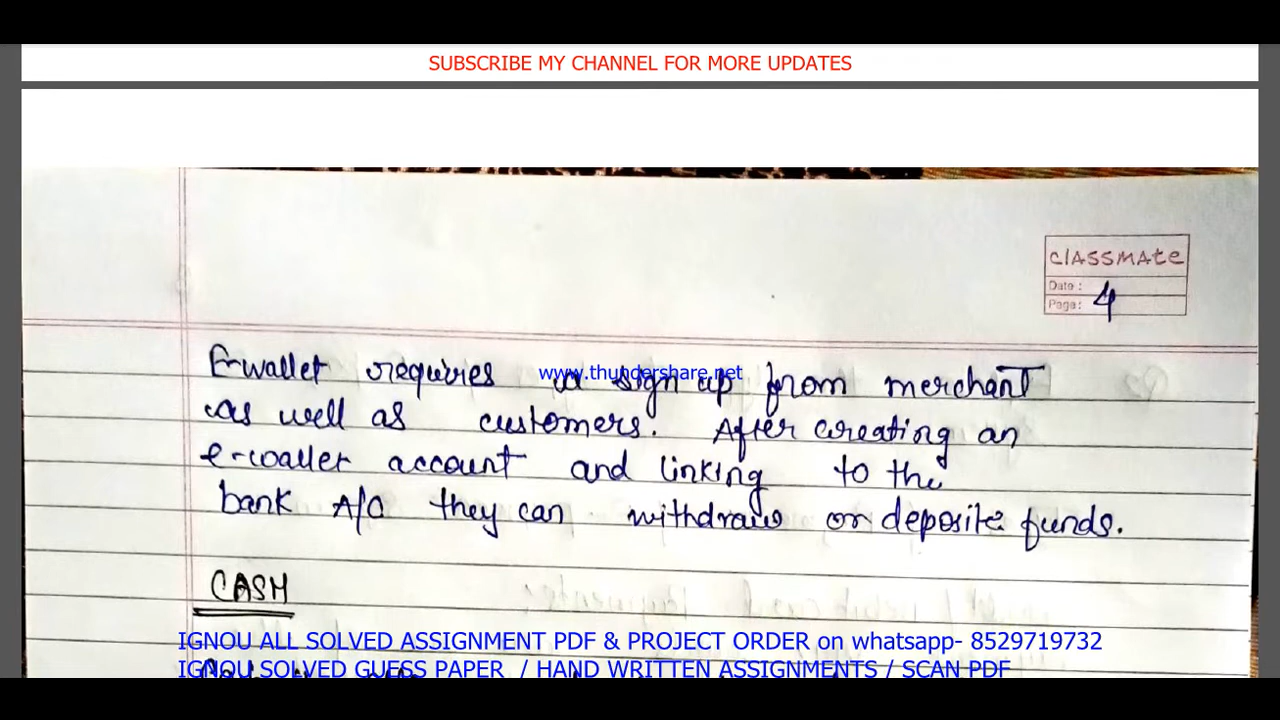 SUBSCRIBE MY CHANNEL FOR MORE UPDATES
classmate
Date :
Page: 4
E-wallet requires a sign up from merchant
www.thundershare.net
as well as customers. After creating an
e-wallet account and linking to the
bank A/C they can withdraw or deposite funds.
CASH
IGNOU ALL SOLVED ASSIGNMENT PDF & PROJECT ORDER on whatsapp- 8529719732
IGNOU SOLVED GUESS PAPER / HAND WRITTEN ASSIGNMENTS / SCAN PDF